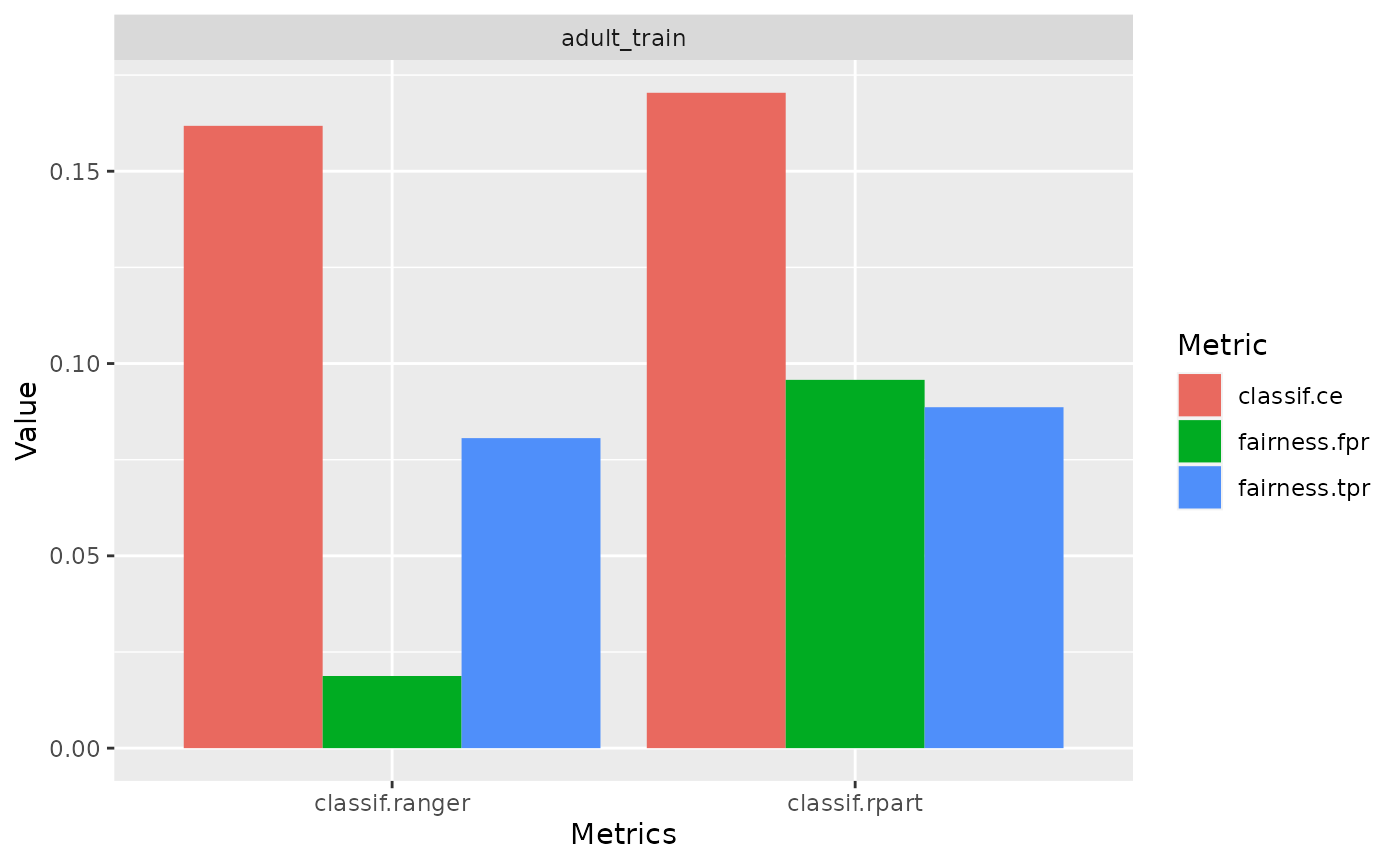 adult_train
Value
0.15
0.10
0.05
0.00
classif.ranger
classif.rpart
Metrics
Metric
classif.ce
fairness.fpr
fairness.tpr